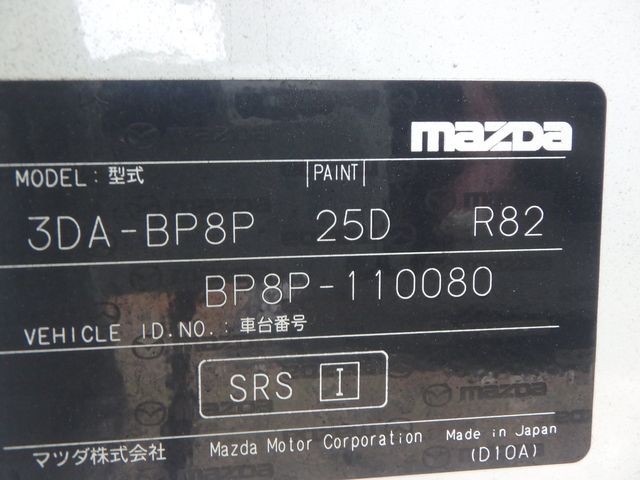 mazda
MODEL: 型式 PAINT
3DA-BP8P 25D R82
BP8P-110080
VEHICLE ID.NO.: 車台番号
SRS I
マツダ株式会社 Mazda Motor Corporation Made in Japan
(D10A)